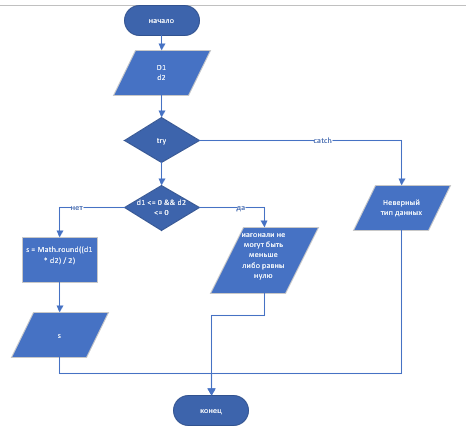 начало
D1
d2
try
catch
d1 <= 0 && d2
<= 0
Неверный
тип данных
нет
да
s = Math.round((d1
* d2) / 2)
иагонали не
могут быть
меньше
либо равны
нулю
s
конец